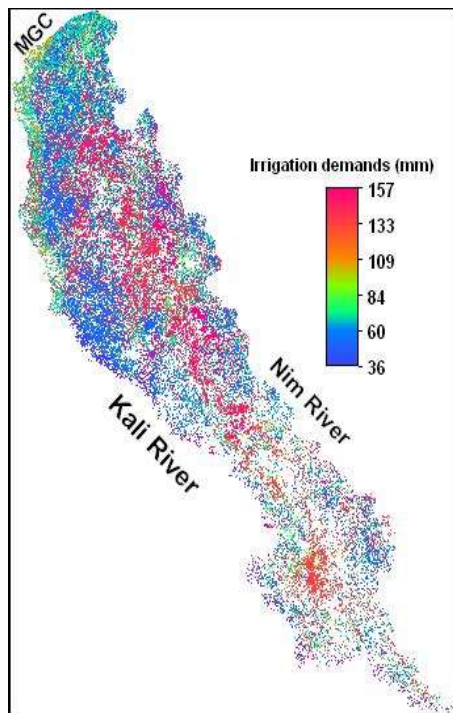 MGC
Irrigation demands (mm)
157
133
109
84
60
36
Nim River
Kali River